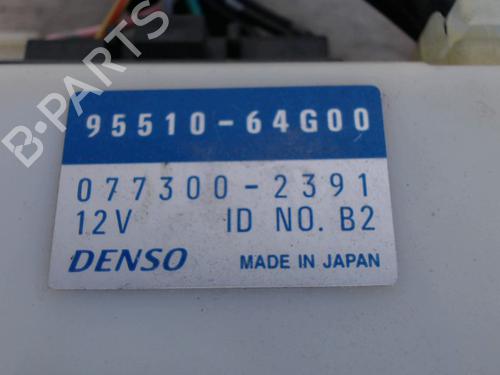 95510-64G00
077300-2391
12V ID NO. B2
DENSO MADE IN JAPAN
B-PARTS